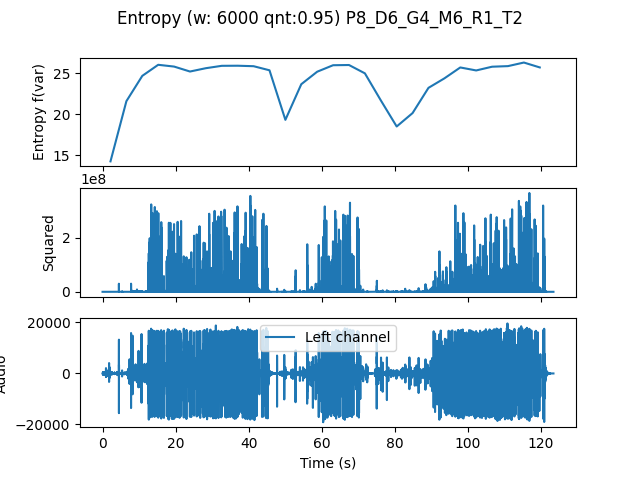 Entropy (w: 6000 qnt:0.95) P8_D6_G4_M6_R1_T2
Entropy f(var)
25
20
15
1e8
Squared
2
0
Audio
20000
0
−20000
Left channel
0 20 40 60 80 100 120
Time (s)